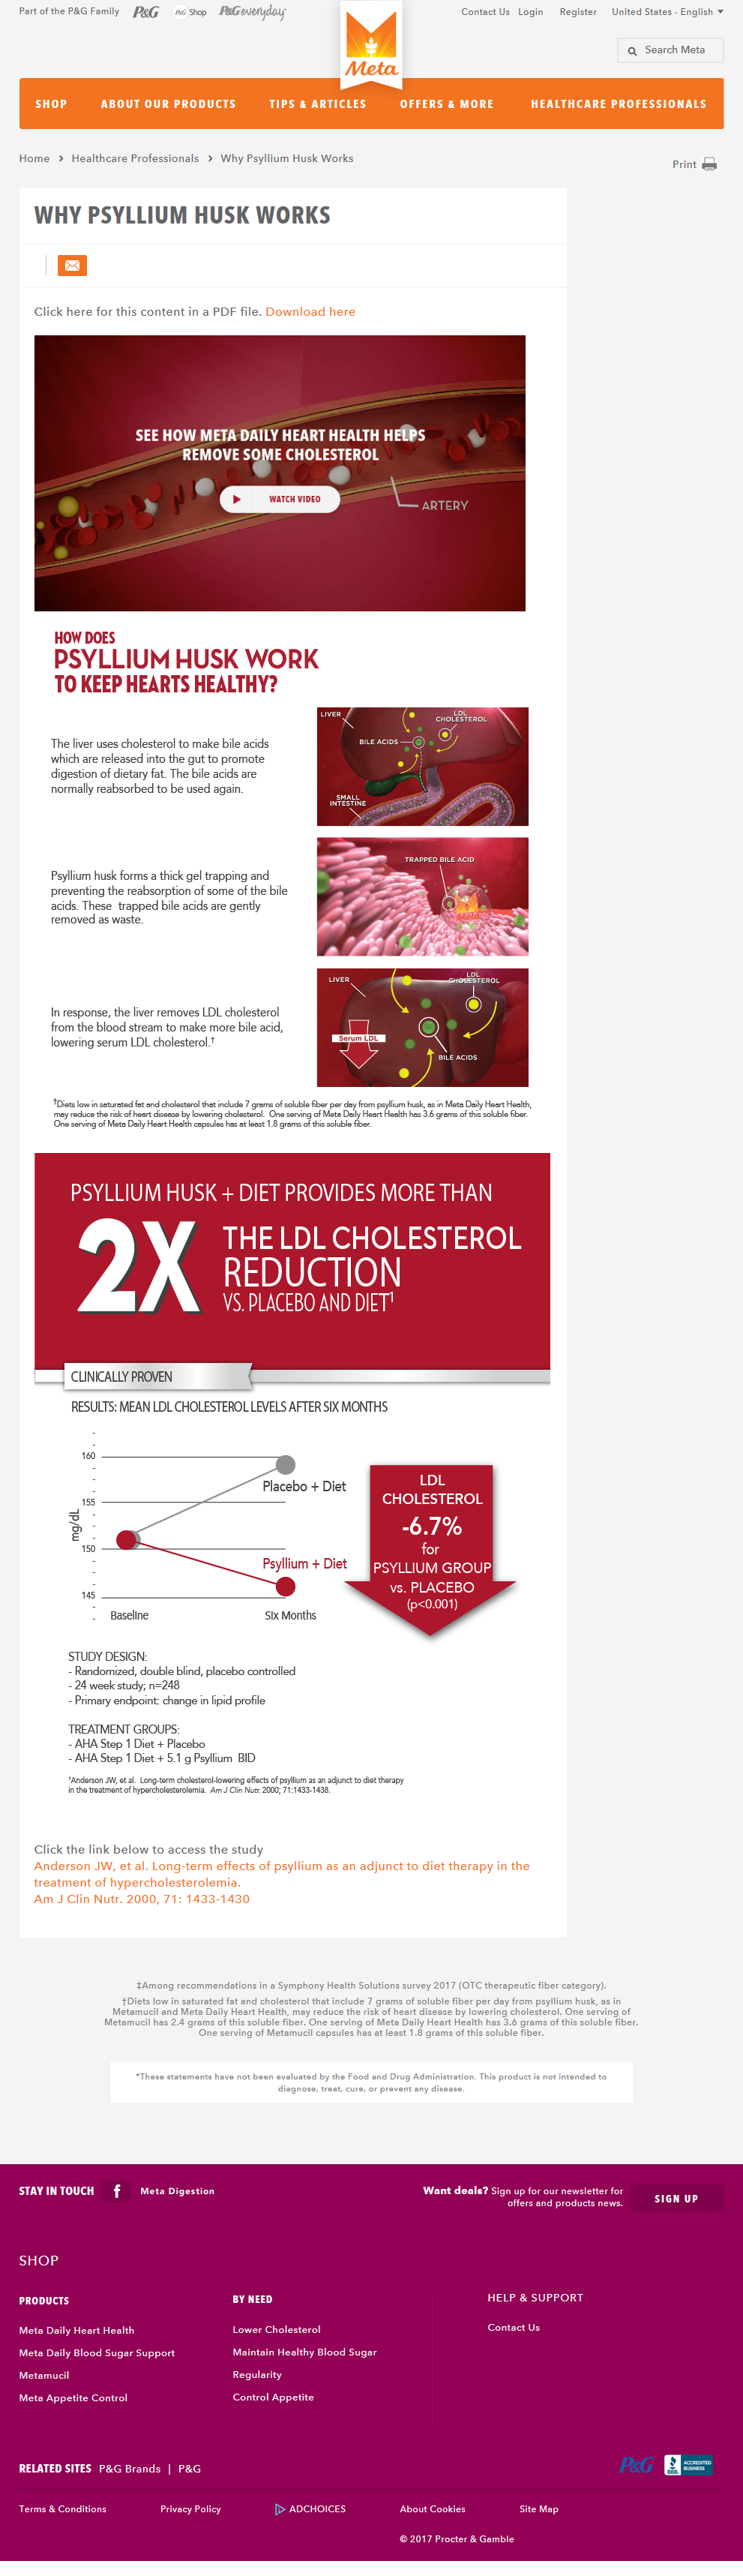 Part of the P&G Family P&G P&G Shop P&G everyday
Contact Us Login Register United States - English
Meta
Search Meta
SHOP ABOUT OUR PRODUCTS TIPS & ARTICLES OFFERS & MORE HEALTHCARE PROFESSIONALS
Home > Healthcare Professionals > Why Psyllium Husk Works
Print
WHY PSYLLIUM HUSK WORKS
Click here for this content in a PDF file. Download here
SEE HOW META DAILY HEART HEALTH HELPS
REMOVE SOME CHOLESTEROL
WATCH VIDEO
ARTERY
HOW DOES
PSYLLIUM HUSK WORK
TO KEEP HEARTS HEALTHY?
The liver uses cholesterol to make bile acids
which are released into the gut to promote
digestion of dietary fat. The bile acids are
normally reabsorbed to be used again.
LIVER
LDL
CHOLESTEROL
BILE ACIDS
SMALL
INTESTINE
Psyllium husk forms a thick gel trapping and
preventing the reabsorption of some of the bile
acids. These trapped bile acids are gently
removed as waste.
TRAPPED BILE ACID
In response, the liver removes LDL cholesterol
from the blood stream to make more bile acid,
lowering serum LDL cholesterol.†
LIVER
LDL
CHOLESTEROL
Serum LDL
BILE ACIDS
†Diets low in saturated fat and cholesterol that include 7 grams of soluble fiber per day from psyllium husk, as in Meta Daily Heart Health,
may reduce the risk of heart disease by lowering cholesterol. One serving of Meta Daily Heart Health has 3.6 grams of this soluble fiber.
One serving of Meta Daily Heart Health capsules has at least 1.8 grams of this soluble fiber.
PSYLLIUM HUSK + DIET PROVIDES MORE THAN
2X
THE LDL CHOLESTEROL
REDUCTION
VS. PLACEBO AND DIET¹
CLINICALLY PROVEN
RESULTS: MEAN LDL CHOLESTEROL LEVELS AFTER SIX MONTHS
160
155
150
145
mg/dL
Placebo + Diet
Psyllium + Diet
Baseline
Six Months
LDL
CHOLESTEROL
-6.7%
for
PSYLLIUM GROUP
vs. PLACEBO
(p<0.001)
STUDY DESIGN:
- Randomized, double blind, placebo controlled
- 24 week study; n=248
- Primary endpoint: change in lipid profile
TREATMENT GROUPS:
- AHA Step 1 Diet + Placebo
- AHA Step 1 Diet + 5.1 g Psyllium BID
¹Anderson JW, et al. Long-term cholesterol-lowering effects of psyllium as an adjunct to diet therapy
in the treatment of hypercholesterolemia. Am J Clin Nutr. 2000; 71:1433-1438.
Click the link below to access the study
Anderson JW, et al. Long-term effects of psyllium as an adjunct to diet therapy in the
treatment of hypercholesterolemia.
Am J Clin Nutr. 2000, 71: 1433-1430
‡Among recommendations in a Symphony Health Solutions survey 2017 (OTC therapeutic fiber category).
†Diets low in saturated fat and cholesterol that include 7 grams of soluble fiber per day from psyllium husk, as in
Metamucil and Meta Daily Heart Health, may reduce the risk of heart disease by lowering cholesterol. One serving of
Metamucil has 2.4 grams of this soluble fiber. One serving of Meta Daily Heart Health has 3.6 grams of this soluble fiber.
One serving of Metamucil capsules has at least 1.8 grams of this soluble fiber.
*These statements have not been evaluated by the Food and Drug Administration. This product is not intended to
diagnose, treat, cure, or prevent any disease.
STAY IN TOUCH f Meta Digestion
Want deals? Sign up for our newsletter for
offers and products news.
SIGN UP
SHOP
PRODUCTS
Meta Daily Heart Health
Meta Daily Blood Sugar Support
Metamucil
Meta Appetite Control
BY NEED
Lower Cholesterol
Maintain Healthy Blood Sugar
Regularity
Control Appetite
HELP & SUPPORT
Contact Us
RELATED SITES P&G Brands | P&G
P&G
BBB ACCREDITED
BUSINESS
Terms & Conditions Privacy Policy ADCHOICES About Cookies Site Map
© 2017 Procter & Gamble